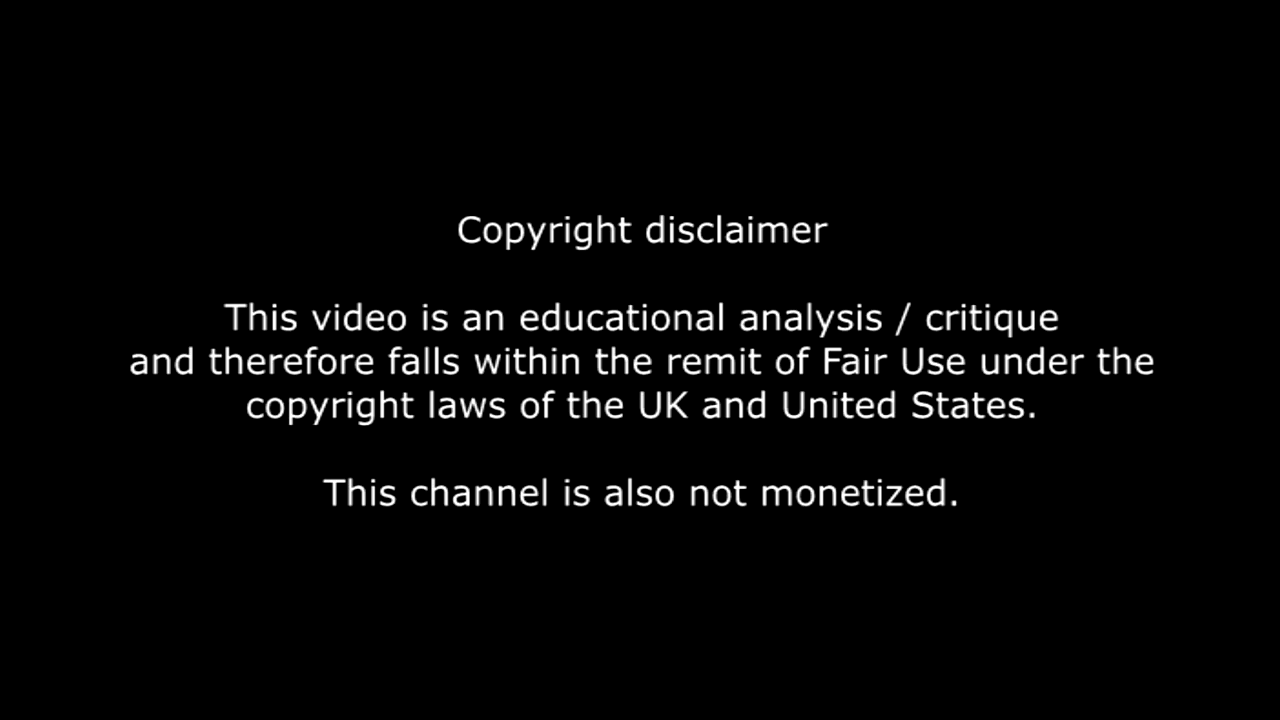 Copyright disclaimer
This video is an educational analysis / critique
and therefore falls within the remit of Fair Use under the
copyright laws of the UK and United States.
This channel is also not monetized.